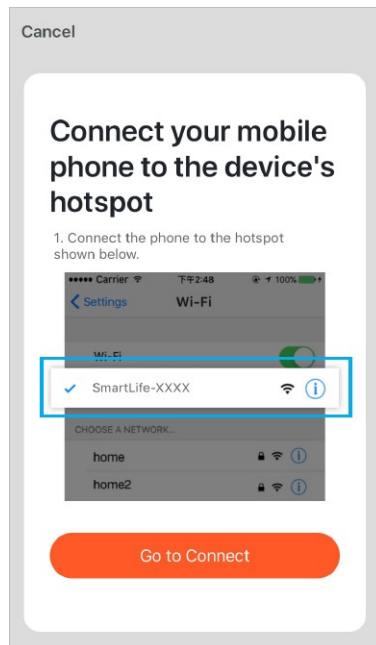 Cancel
Connect your mobile
phone to the device's
hotspot
1. Connect the phone to the hotspot
shown below.
Carrier 下午2:48 100%
Settings Wi-Fi
Wi-Fi
SmartLife-XXXX
CHOOSE A NETWORK...
home
home2
Go to Connect